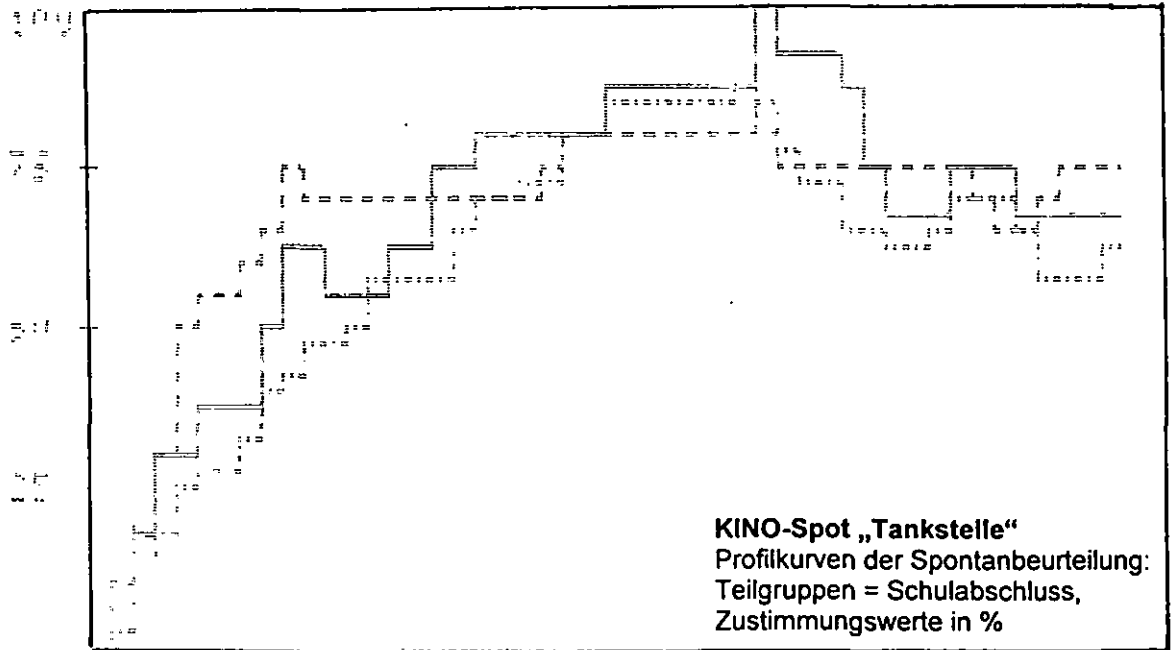 KINO-Spot „Tankstelle“
Profilkurven der Spontanbeurteilung:
Teilgruppen = Schulabschluss,
Zustimmungswerte in %